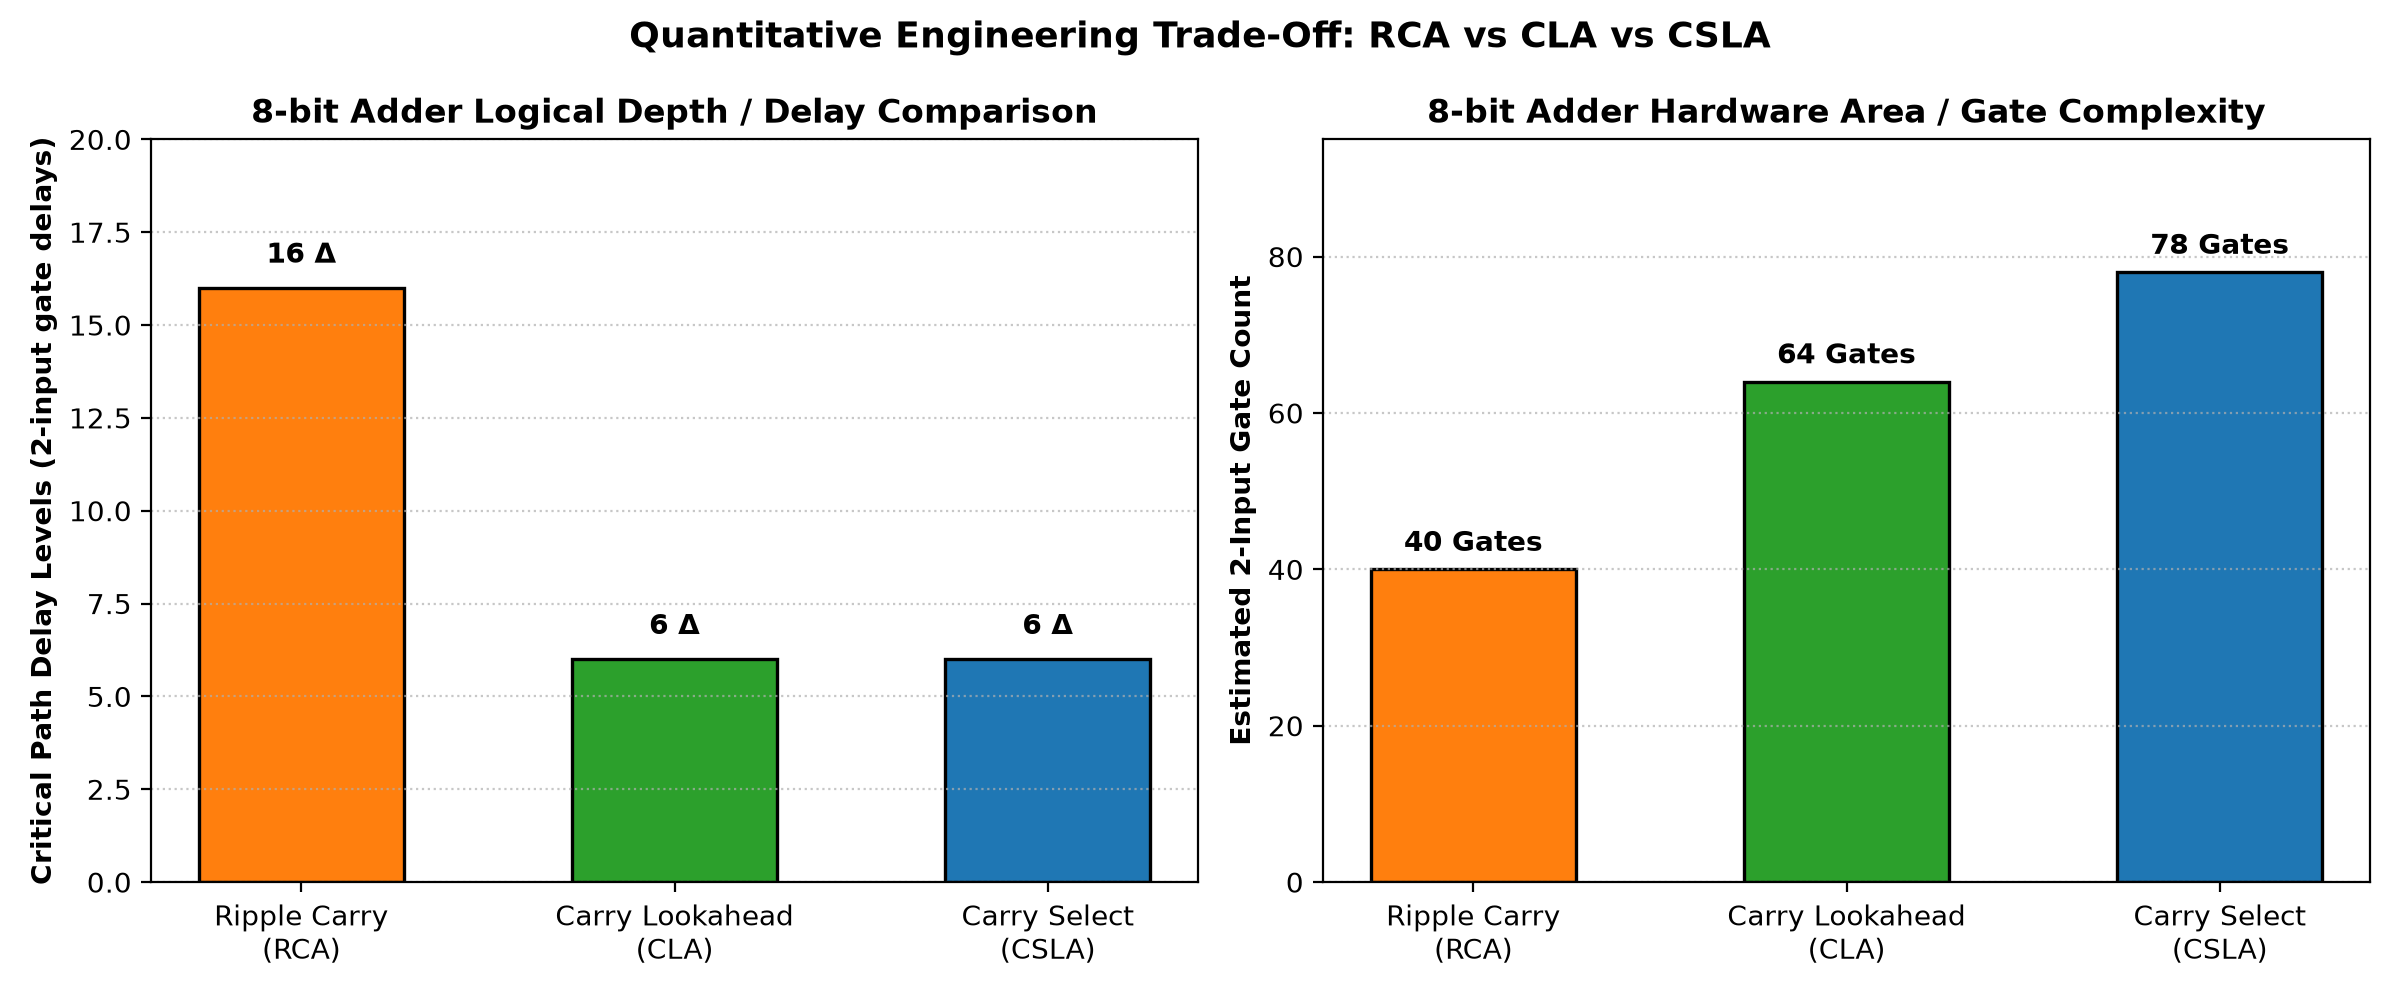 Quantitative Engineering Trade-Off: RCA vs CLA vs CSLA
8-bit Adder Logical Depth / Delay Comparison
Critical Path Delay Levels (2-input gate delays)
20.0
17.5
15.0
12.5
10.0
7.5
5.0
2.5
0.0
16 Δ
6 Δ
6 Δ
Ripple Carry
(RCA)
Carry Lookahead
(CLA)
Carry Select
(CSLA)
8-bit Adder Hardware Area / Gate Complexity
Estimated 2-Input Gate Count
80
60
40
20
0
40 Gates
64 Gates
78 Gates
Ripple Carry
(RCA)
Carry Lookahead
(CLA)
Carry Select
(CSLA)